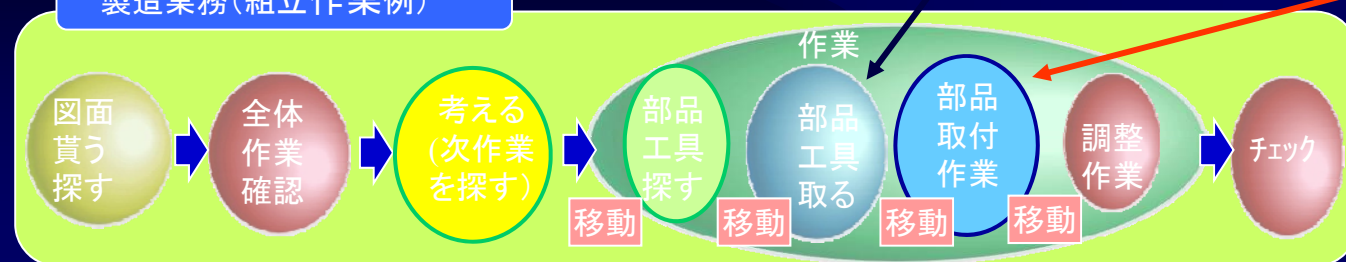 製造業務(組立作業例)
作業
図面
貰う
探す
全体
作業
確認
考える
(次作業
を探す)
部品
工具
探す
部品
工具
取る
部品
取付
作業
調整
作業
チェック
移動
移動
移動
移動